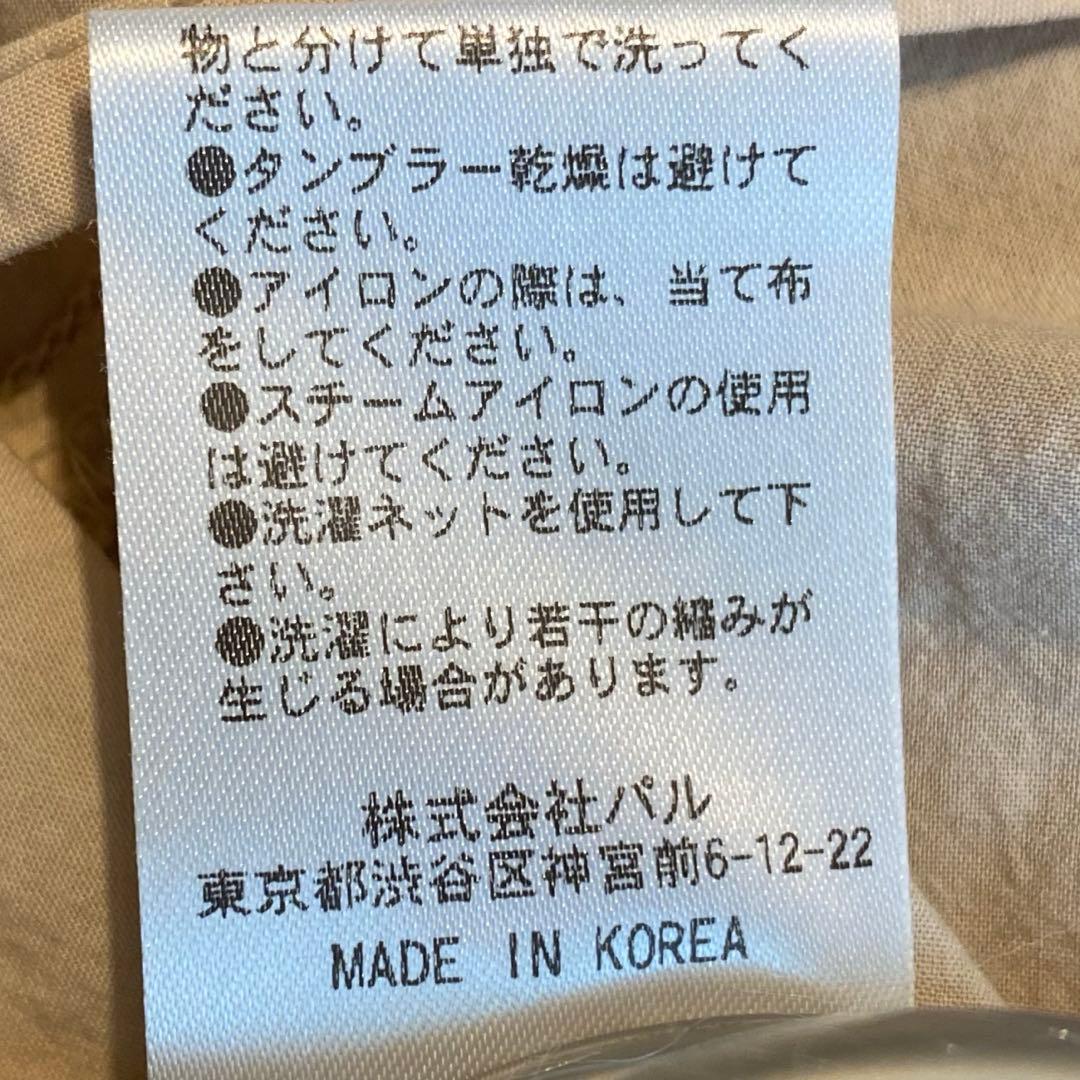 物と分けて単独で洗ってく
ださい。
●タンブラー乾燥は避けて
ください。
●アイロンの際は、当て布
をしてください。
●スチームアイロンの使用
は避けてください。
●洗濯ネットを使用して下
さい。
●洗濯により若干の縮みが
生じる場合があります。
株式会社パル
東京都渋谷区神宮前6-12-22
MADE IN KOREA